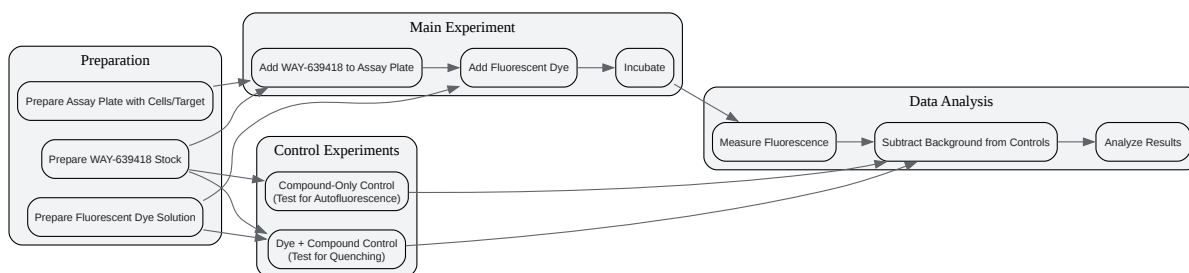 Preparation
Prepare Assay Plate with Cells/Target
Prepare WAY-639418 Stock
Prepare Fluorescent Dye Solution
Main Experiment
Add WAY-639418 to Assay Plate
Add Fluorescent Dye
Incubate
Control Experiments
Compound-Only Control
(Test for Autofluorescence)
Dye + Compound Control
(Test for Quenching)
Data Analysis
Measure Fluorescence
Subtract Background from Controls
Analyze Results